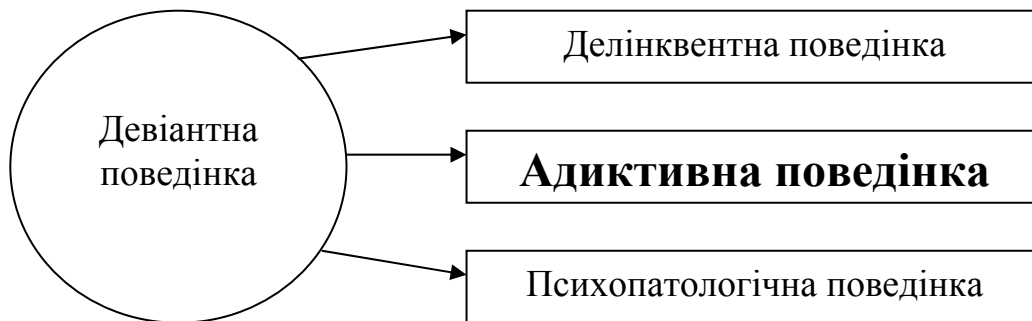 Девіантна
поведінка
Делінквентна поведінка
Адиктивна поведінка
Психопатологічна поведінка